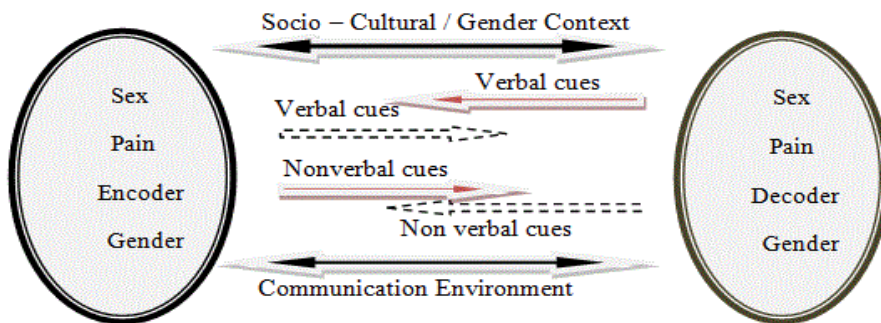 Socio – Cultural / Gender Context
Sex
Pain
Encoder
Gender
Verbal cues
Verbal cues
Nonverbal cues
Non verbal cues
Communication Environment
Sex
Pain
Decoder
Gender